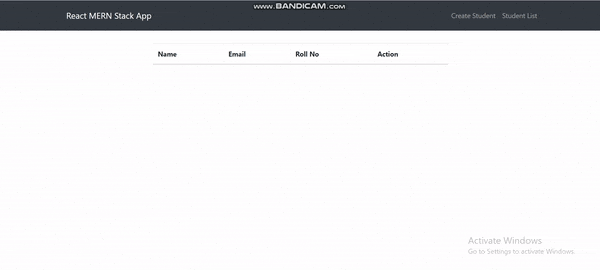 www.BANDICAM.com
React MERN Stack App
Create Student Student List
Name Email Roll No Action
Activate Windows
Go to Settings to activate Windows.